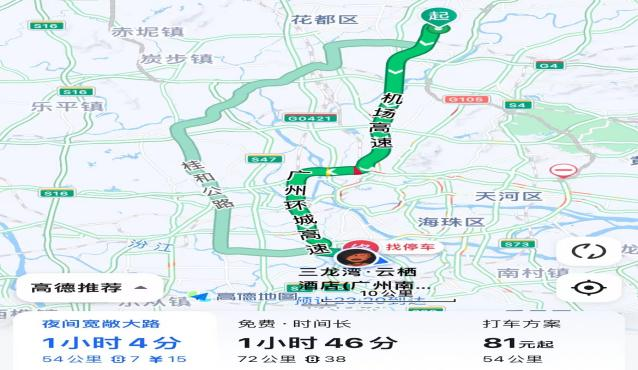 花都区
起
S16
赤坭镇
炭步镇
G4
S16
乐平镇
机场高速
G105
S4
G0421
S47
桂和公路
广州环城高速
S16
天河区
海珠区
汾江
找停车
S73
三龙湾·云栖
酒店(广州南...
南村镇
高德推荐
高德地图
10公里
预计23:20到达
夜间宽敞大路
1小时4分
54公里 7 ¥15
免费·时间长
1小时46分
72公里 38
打车方案
81元起
54公里